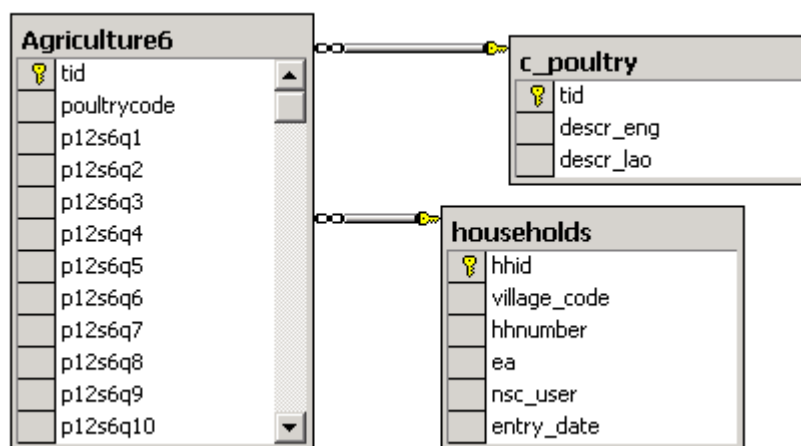 Agriculture6
tid
poultrycode
p12s6q1
p12s6q2
p12s6q3
p12s6q4
p12s6q5
p12s6q6
p12s6q7
p12s6q8
p12s6q9
p12s6q10
c_poultry
tid
descr_eng
descr_lao
households
hhid
village_code
hhnumber
ea
nsc_user
entry_date